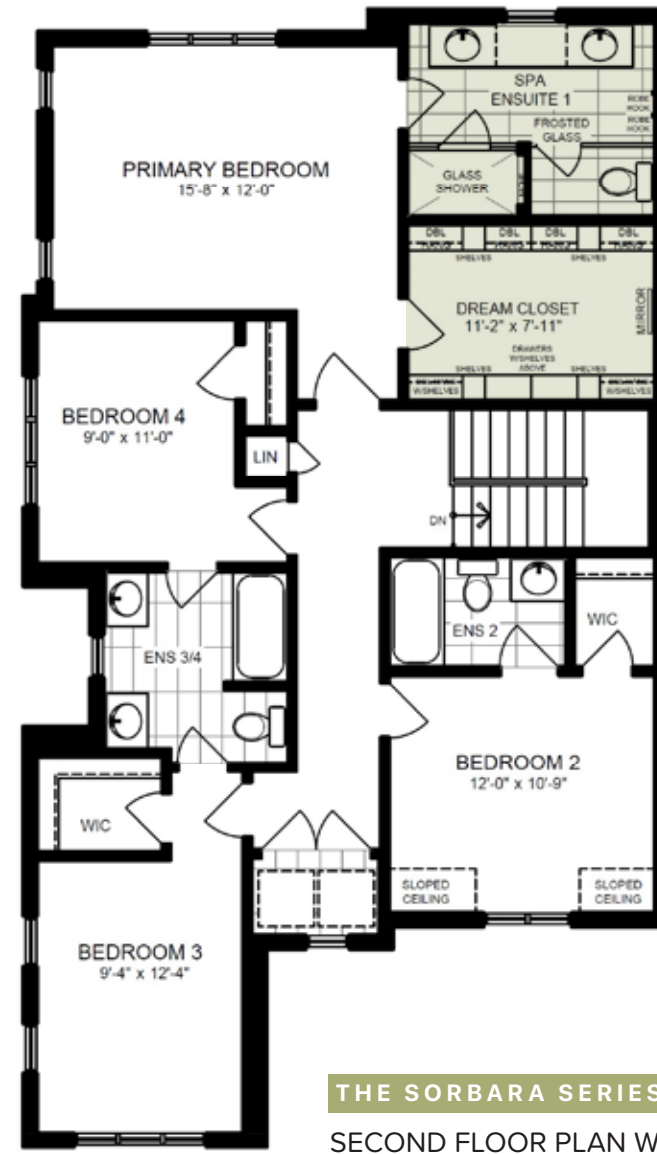 SPA
ENSUITE 1
ROBE
HOOK
ROBE
HOOK
FROSTED
GLASS
GLASS
SHOWER
PRIMARY BEDROOM
15'-8" x 12'-0"
DBL
DBL
DBL
DBL
SHELVES
SHELVES
DREAM CLOSET
11'-2" x 7'-11"
MIRROR
DRAWERS
W/SHELVES
ABOVE
SHELVES
SHELVES
W/SHELVES
W/SHELVES
BEDROOM 4
9'-0" x 11'-0"
LIN
DN
ENS 3/4
ENS 2
WIC
BEDROOM 2
12'-0" x 10'-9"
WIC
SLOPED
CEILING
SLOPED
CEILING
BEDROOM 3
9'-4" x 12'-4"
THE SORBARA SERIES
SECOND FLOOR PLAN W